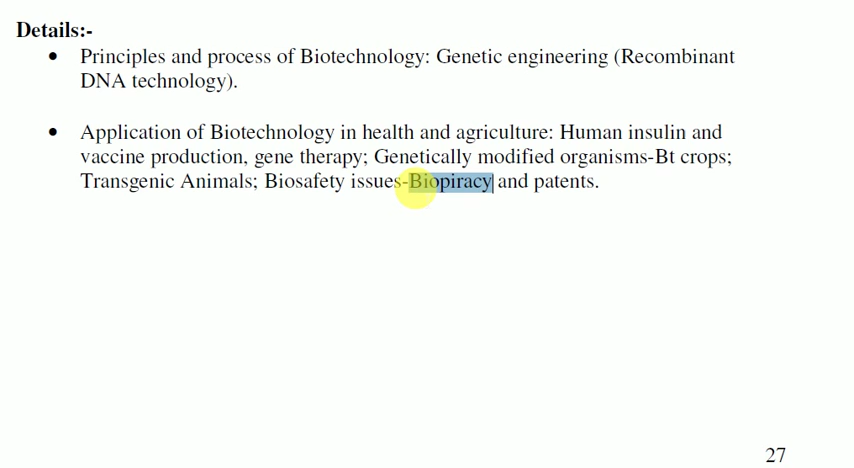 Details:-
• Principles and process of Biotechnology: Genetic engineering (Recombinant
DNA technology).
• Application of Biotechnology in health and agriculture: Human insulin and
vaccine production, gene therapy; Genetically modified organisms-Bt crops;
Transgenic Animals; Biosafety issues-Biopiracy and patents.
27